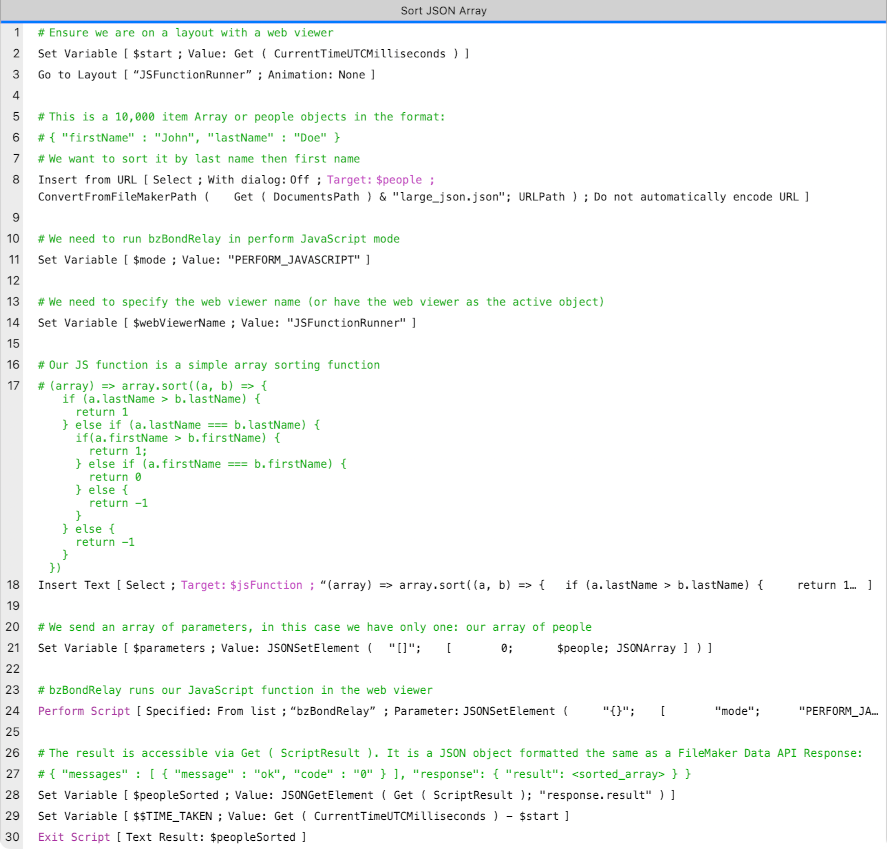 Sort JSON Array
1 # Ensure we are on a layout with a web viewer
2 Set Variable [ $start ; Value: Get ( CurrentTimeUTCMilliseconds ) ]
3 Go to Layout [ “JSFunctionRunner” ; Animation: None ]
4
5 # This is a 10,000 item Array or people objects in the format:
6 # { "firstName" : "John", "lastName" : "Doe" }
7 # We want to sort it by last name then first name
8 Insert from URL [ Select ; With dialog: Off ; Target: $people ;
ConvertFromFileMakerPath ( Get ( DocumentsPath ) & "large_json.json"; URLPath ) ; Do not automatically encode URL ]
9
10 # We need to run bzBondRelay in perform JavaScript mode
11 Set Variable [ $mode ; Value: "PERFORM_JAVASCRIPT" ]
12
13 # We need to specify the web viewer name (or have the web viewer as the active object)
14 Set Variable [ $webViewerName ; Value: "JSFunctionRunner" ]
15
16 # Our JS function is a simple array sorting function
17 # (array) => array.sort((a, b) => {
if (a.lastName > b.lastName) {
return 1
} else if (a.lastName === b.lastName) {
if(a.firstName > b.firstName) {
return 1;
} else if (a.firstName === b.firstName) {
return 0
} else {
return -1
}
} else {
return -1
}
})
18 Insert Text [ Select ; Target: $jsFunction ; “(array) => array.sort((a, b) => { if (a.lastName > b.lastName) { return 1… ]
19
20 # We send an array of parameters, in this case we have only one: our array of people
21 Set Variable [ $parameters ; Value: JSONSetElement ( "[]"; [ 0; $people; JSONArray ] ) ]
22
23 # bzBondRelay runs our JavaScript function in the web viewer
24 Perform Script [ Specified: From list ; “bzBondRelay” ; Parameter: JSONSetElement ( "{}"; [ "mode"; "PERFORM_JA…
25
26 # The result is accessible via Get ( ScriptResult ). It is a JSON object formatted the same as a FileMaker Data API Response:
27 # { "messages" : [ { "message" : "ok", "code" : "0" } ], "response": { "result": <sorted_array> } }
28 Set Variable [ $peopleSorted ; Value: JSONGetElement ( Get ( ScriptResult ); "response.result" ) ]
29 Set Variable [ $$TIME_TAKEN ; Value: Get ( CurrentTimeUTCMilliseconds ) - $start ]
30 Exit Script [ Text Result: $peopleSorted ]